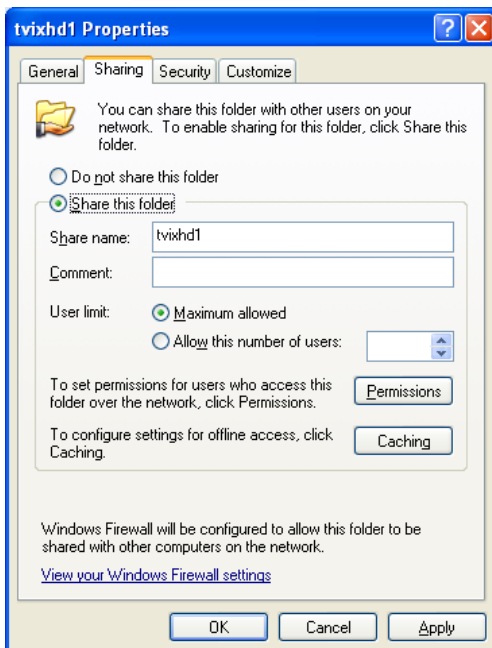 tvixhd1 Properties
General Sharing Security Customize
You can share this folder with other users on your
network. To enable sharing for this folder, click Share this
folder.
Do not share this folder
Share this folder
Share name: tvixhd1
Comment:
User limit: Maximum allowed
Allow this number of users:
To set permissions for users who access this
folder over the network, click Permissions.
Permissions
To configure settings for offline access, click
Caching.
Caching
Windows Firewall will be configured to allow this folder to be
shared with other computers on the network.
View your Windows Firewall settings
OK Cancel Apply